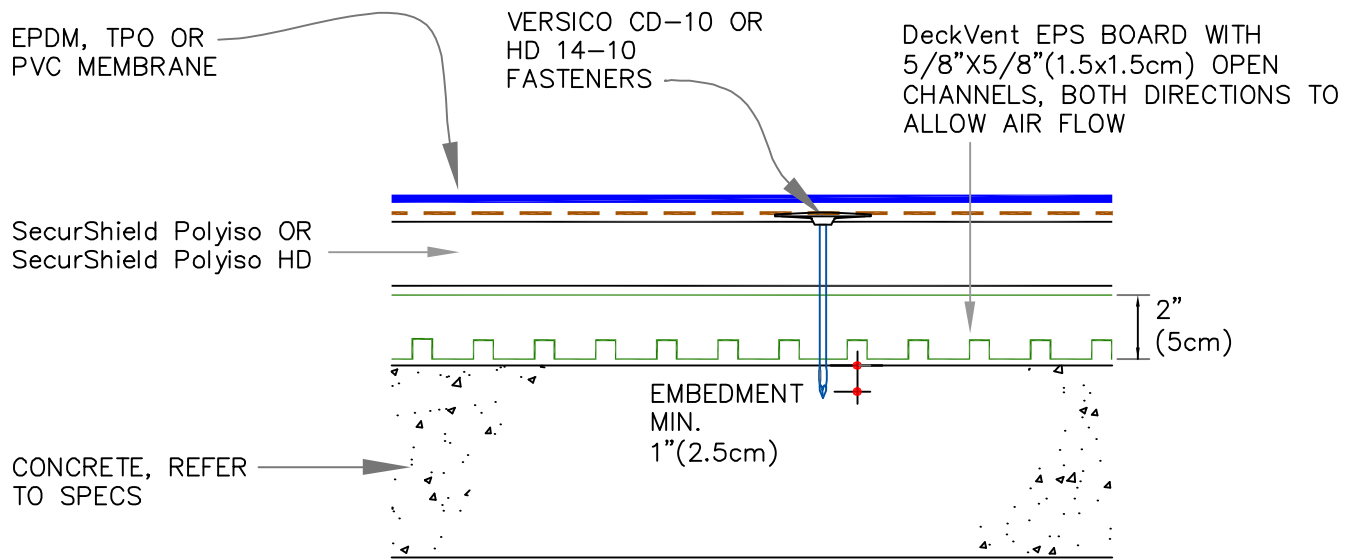 EPDM, TPO OR
PVC MEMBRANE
VERSICO CD-10 OR
HD 14-10
FASTENERS
DeckVent EPS BOARD WITH
5/8"X5/8"(1.5x1.5cm) OPEN
CHANNELS, BOTH DIRECTIONS TO
ALLOW AIR FLOW
SecurShield Polyiso OR
SecurShield Polyiso HD
2"
(5cm)
EMBEDMENT
MIN.
1"(2.5cm)
CONCRETE, REFER
TO SPECS